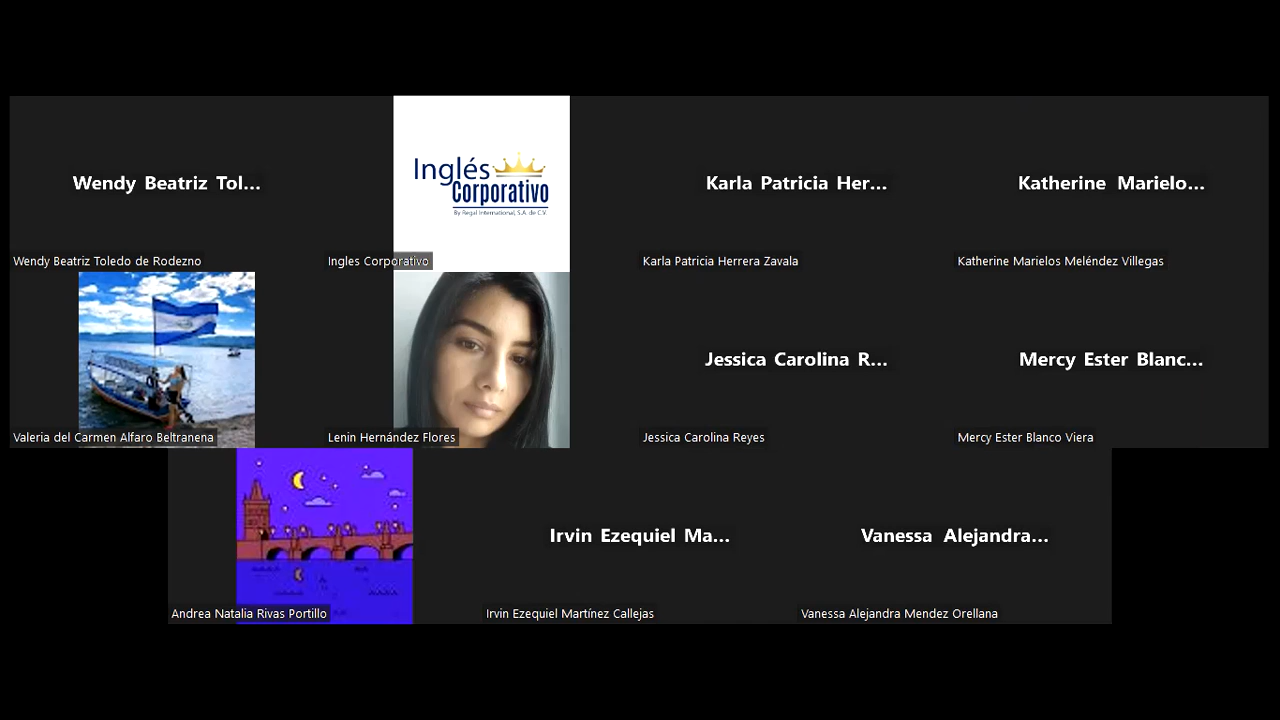 Wendy Beatriz Tol...
Inglés
Corporativo
By Regal International, S.A. de C.V.
Karla Patricia Her...
Katherine Marielo...
Wendy Beatriz Toledo de Rodezno
Ingles Corporativo
Karla Patricia Herrera Zavala
Katherine Marielos Meléndez Villegas
Jessica Carolina R...
Mercy Ester Blanc...
Valeria del Carmen Alfaro Beltranena
Lenin Hernández Flores
Jessica Carolina Reyes
Mercy Ester Blanco Viera
Irvin Ezequiel Ma...
Vanessa Alejandra...
Andrea Natalia Rivas Portillo
Irvin Ezequiel Martínez Callejas
Vanessa Alejandra Mendez Orellana